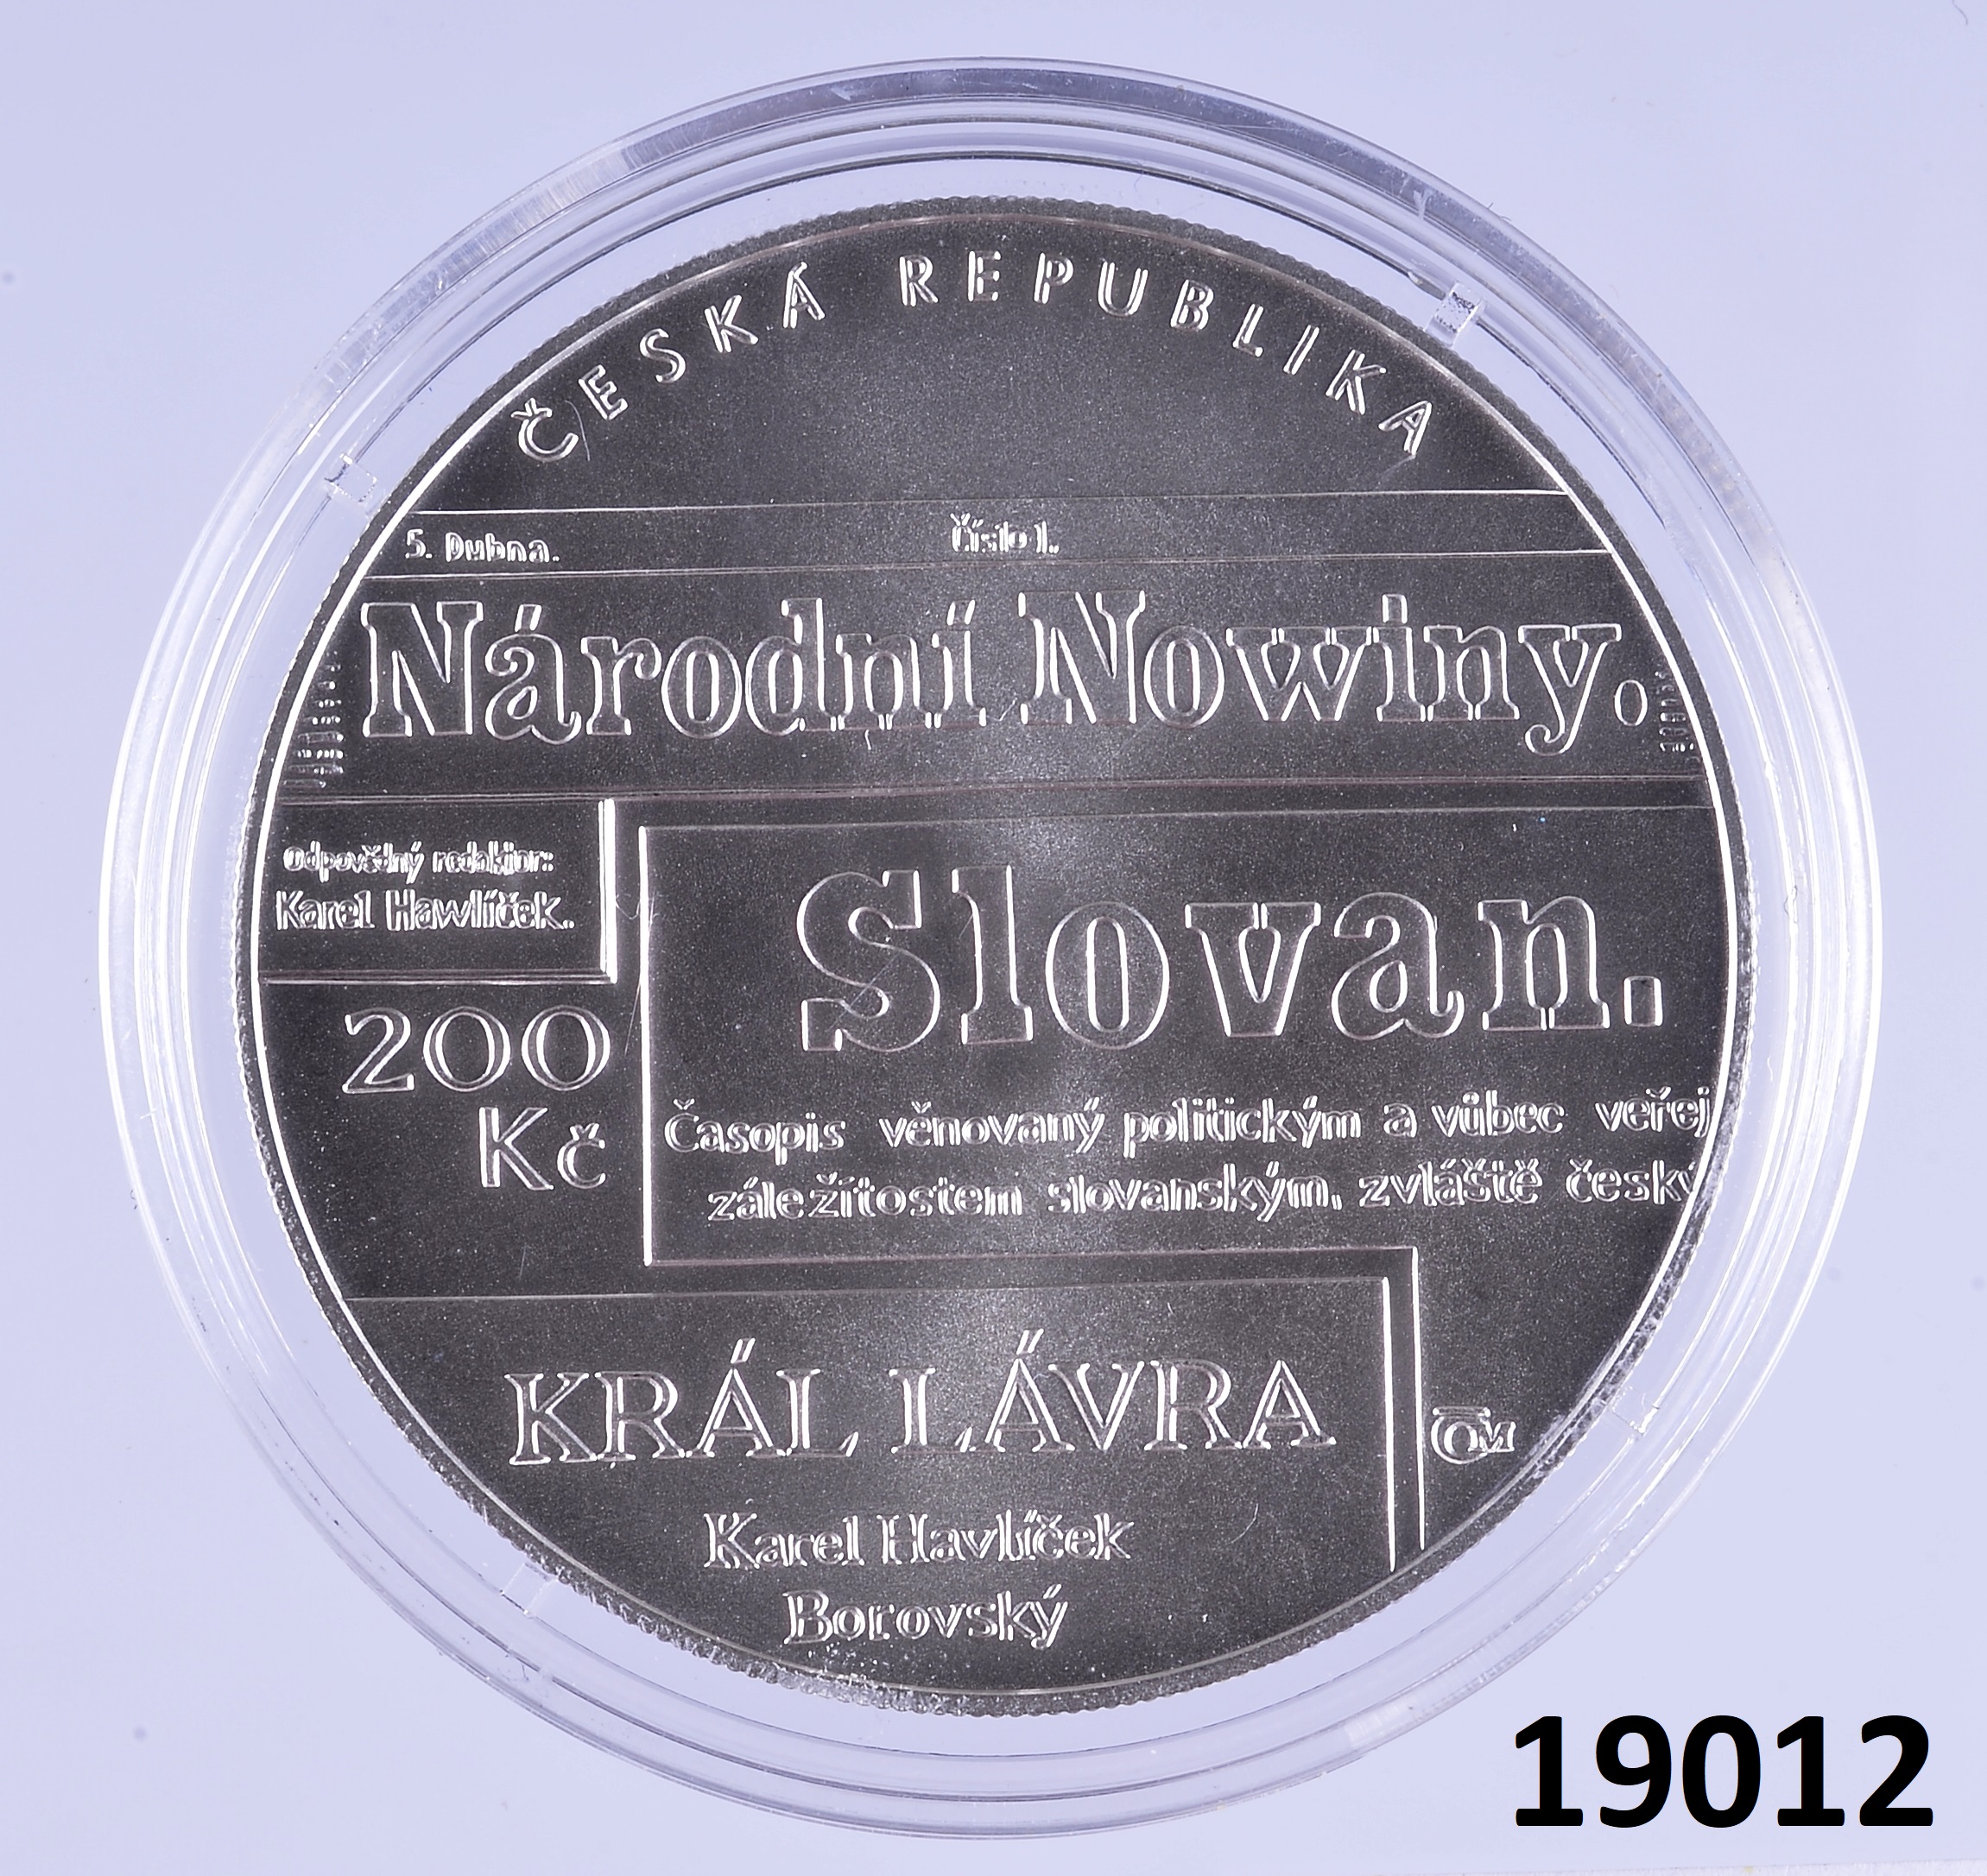 ČESKÁ REPUBLIKA
5. Dubna. Číslo 1.
Národní Nowiny.
Odpovědný redaktor:
Karel Hawlíček.
Slovan.
200
Kč
Časopis věnovaný politickým a vůbec veřej
záležitostem slovanským, zvláště česk
KRÁL LÁVRA
ČM
Karel Havlíček
Borovský
19012